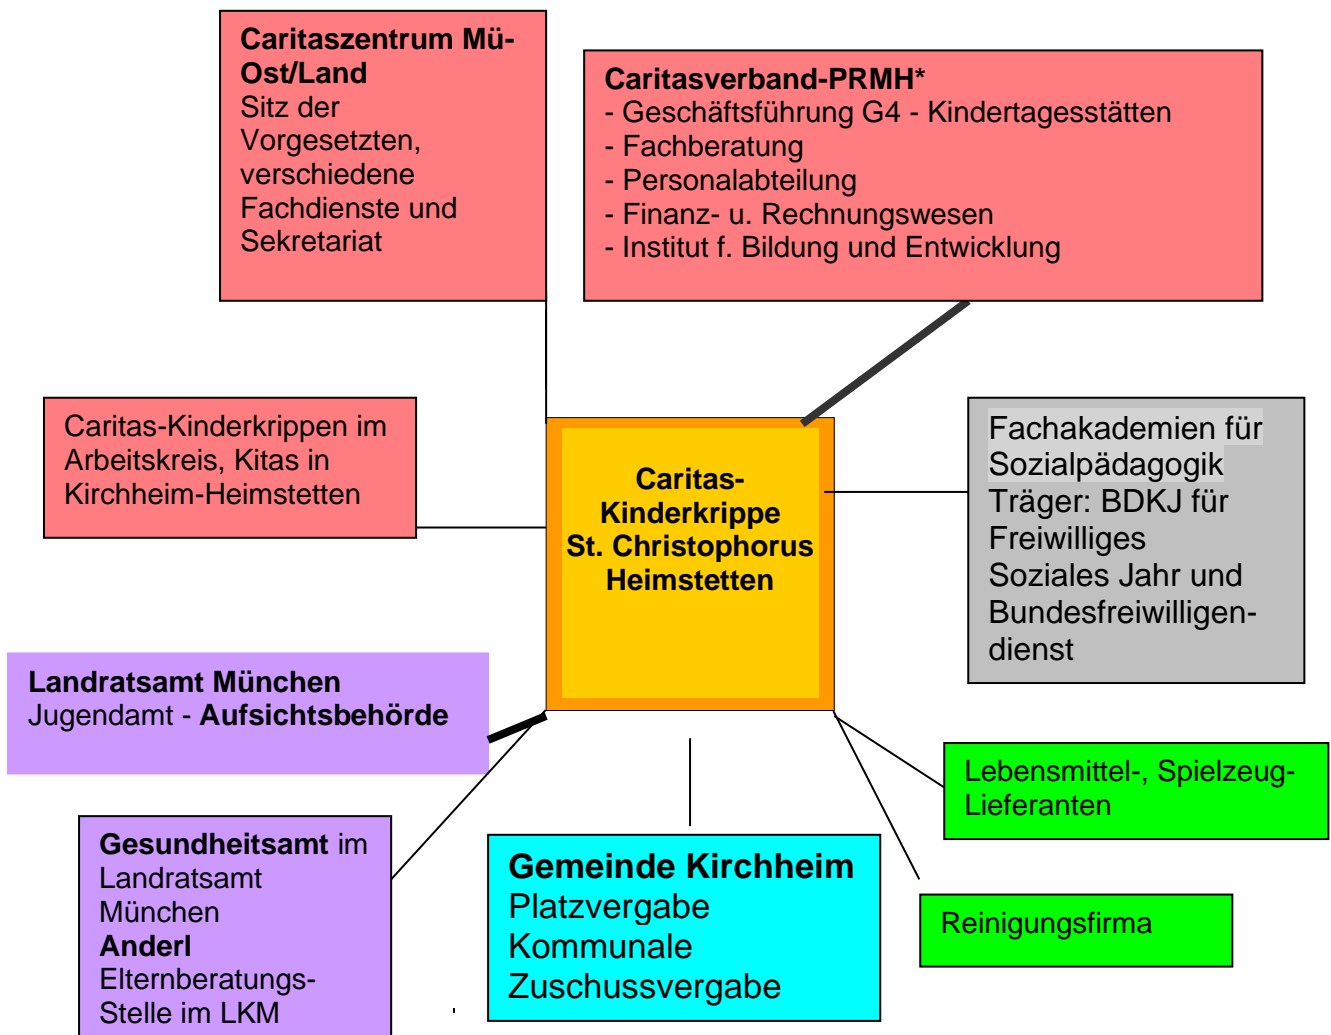 Caritaszentrum Mü-
Ost/Land
Sitz der
Vorgesetzten,
verschiedene
Fachdienste und
Sekretariat
Caritasverband-PRMH*
- Geschäftsführung G4 - Kindertagesstätten
- Fachberatung
- Personalabteilung
- Finanz- u. Rechnungswesen
- Institut f. Bildung und Entwicklung
Caritas-Kinderkrippen im
Arbeitskreis, Kitas in
Kirchheim-Heimstetten
Caritas-
Kinderkrippe
St. Christophorus
Heimstetten
Fachakademien für
Sozialpädagogik
Träger: BDKJ für
Freiwilliges
Soziales Jahr und
Bundesfreiwilligen-
dienst
Landratsamt München
Jugendamt - Aufsichtsbehörde
Lebensmittel-, Spielzeug-
Lieferanten
Gesundheitsamt im
Landratsamt
München
Anderl
Elternberatungs-
Stelle im LKM
Gemeinde Kirchheim
Platzvergabe
Kommunale
Zuschussvergabe
Reinigungsfirma